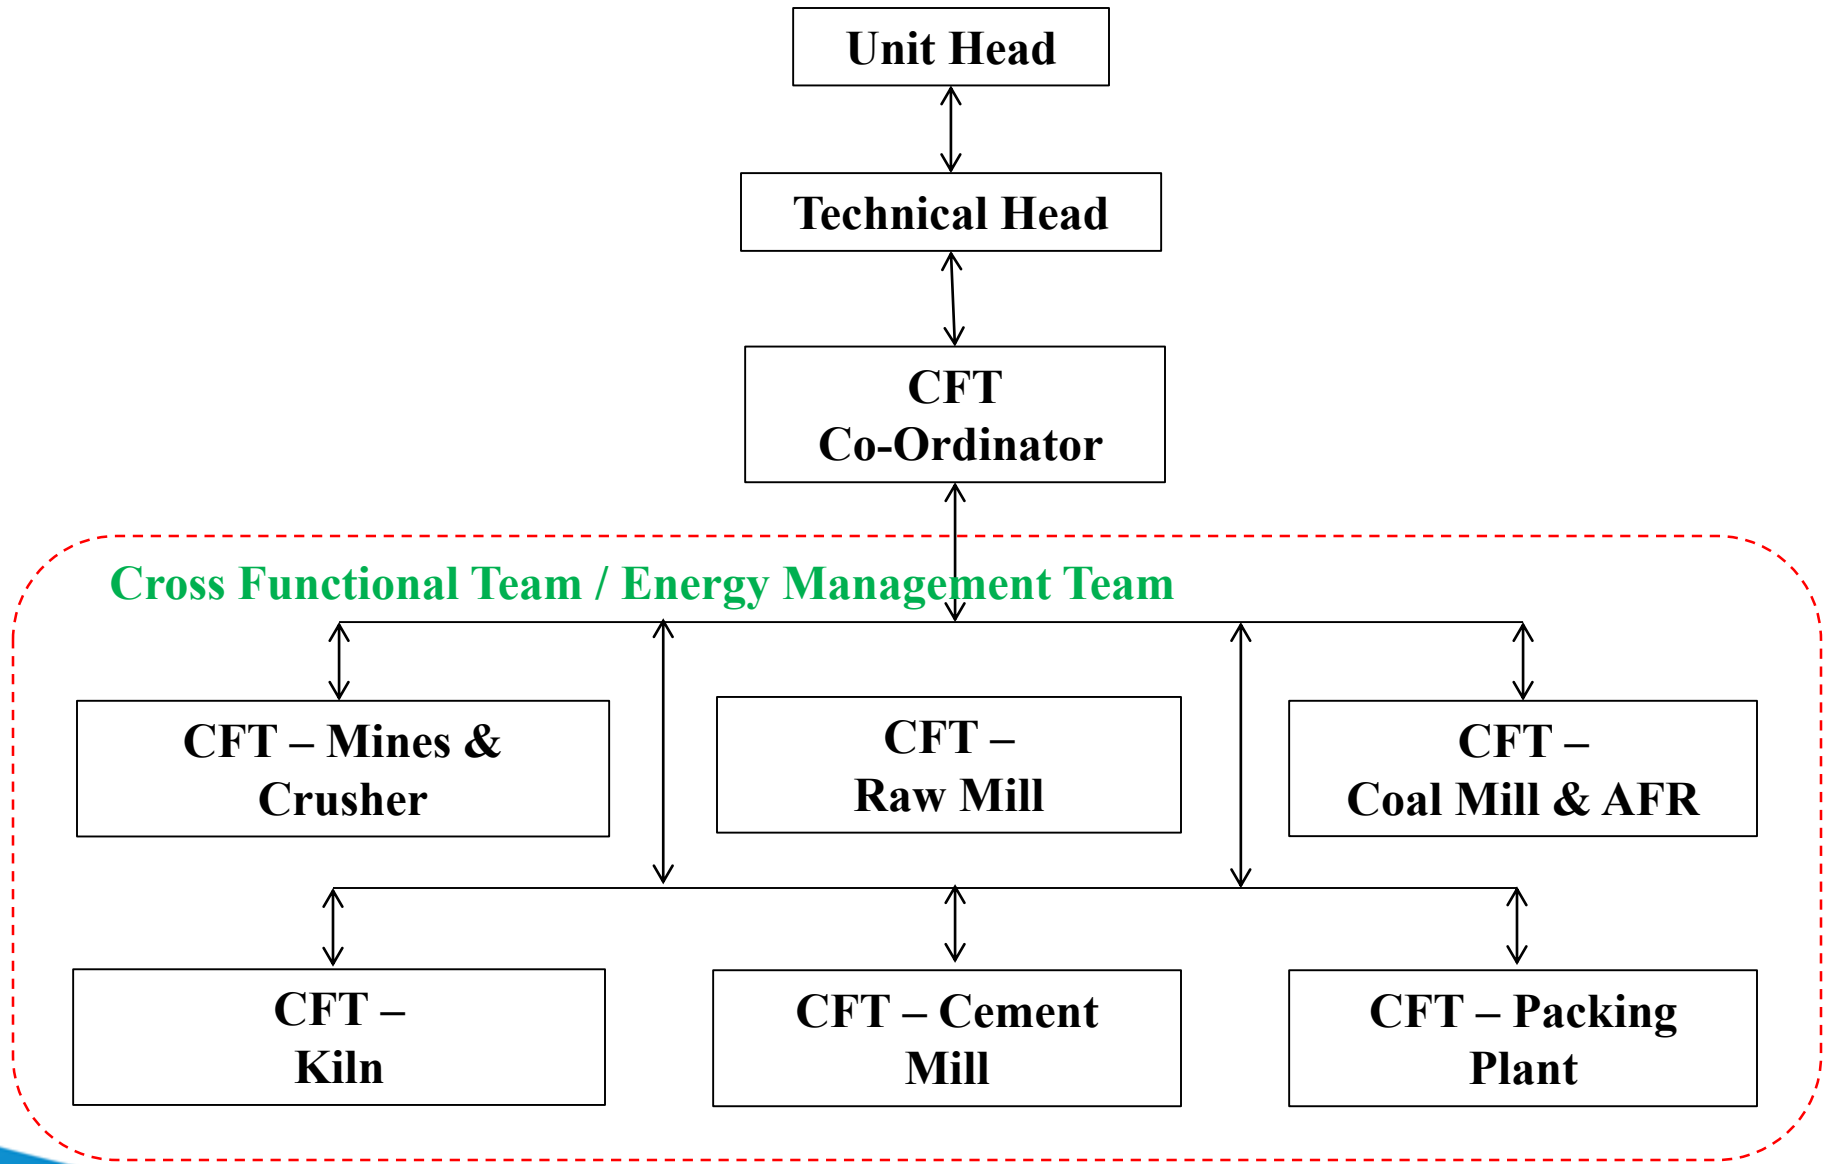 Unit Head
Technical Head
CFT
Co-Ordinator
Cross Functional Team / Energy Management Team
CFT – Mines &
Crusher
CFT –
Raw Mill
CFT –
Coal Mill & AFR
CFT –
Kiln
CFT – Cement
Mill
CFT – Packing
Plant